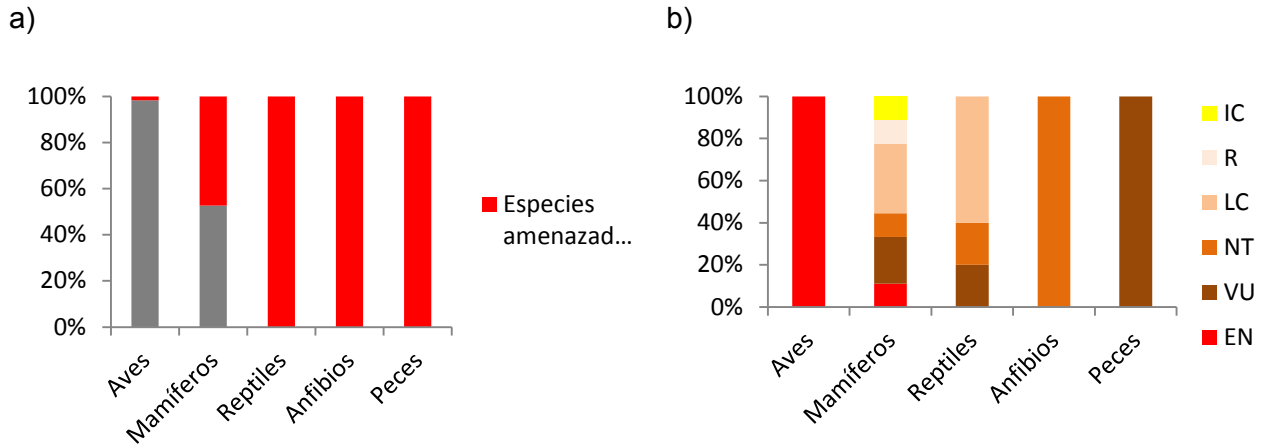 a)
b)
100%
80%
60%
40%
20%
0%
Aves
Mamíferos
Reptiles
Anfibios
Peces
Especies
amenazad...
100%
80%
60%
40%
20%
0%
Aves
Mamíferos
Reptiles
Anfibios
Peces
IC
R
LC
NT
VU
EN